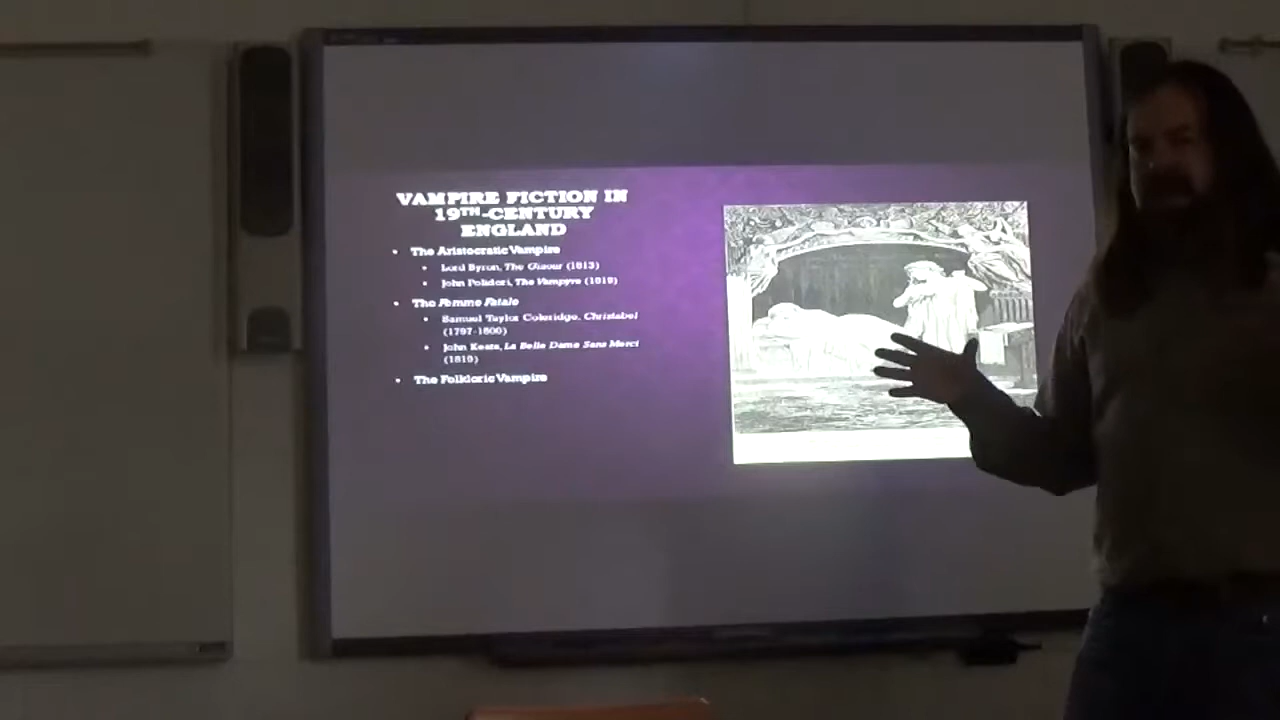 VAMPIRE FICTION IN
19TH-CENTURY
ENGLAND
• The Aristocratic Vampire
• Lord Byron, The Giaour (1813)
• John Polidori, The Vampyre (1819)
• The Femme Fatale
• Samuel Taylor Coleridge, Christabel
(1797-1800)
• John Keats, La Belle Dame Sans Merci
(1819)
• The Folkloric Vampire